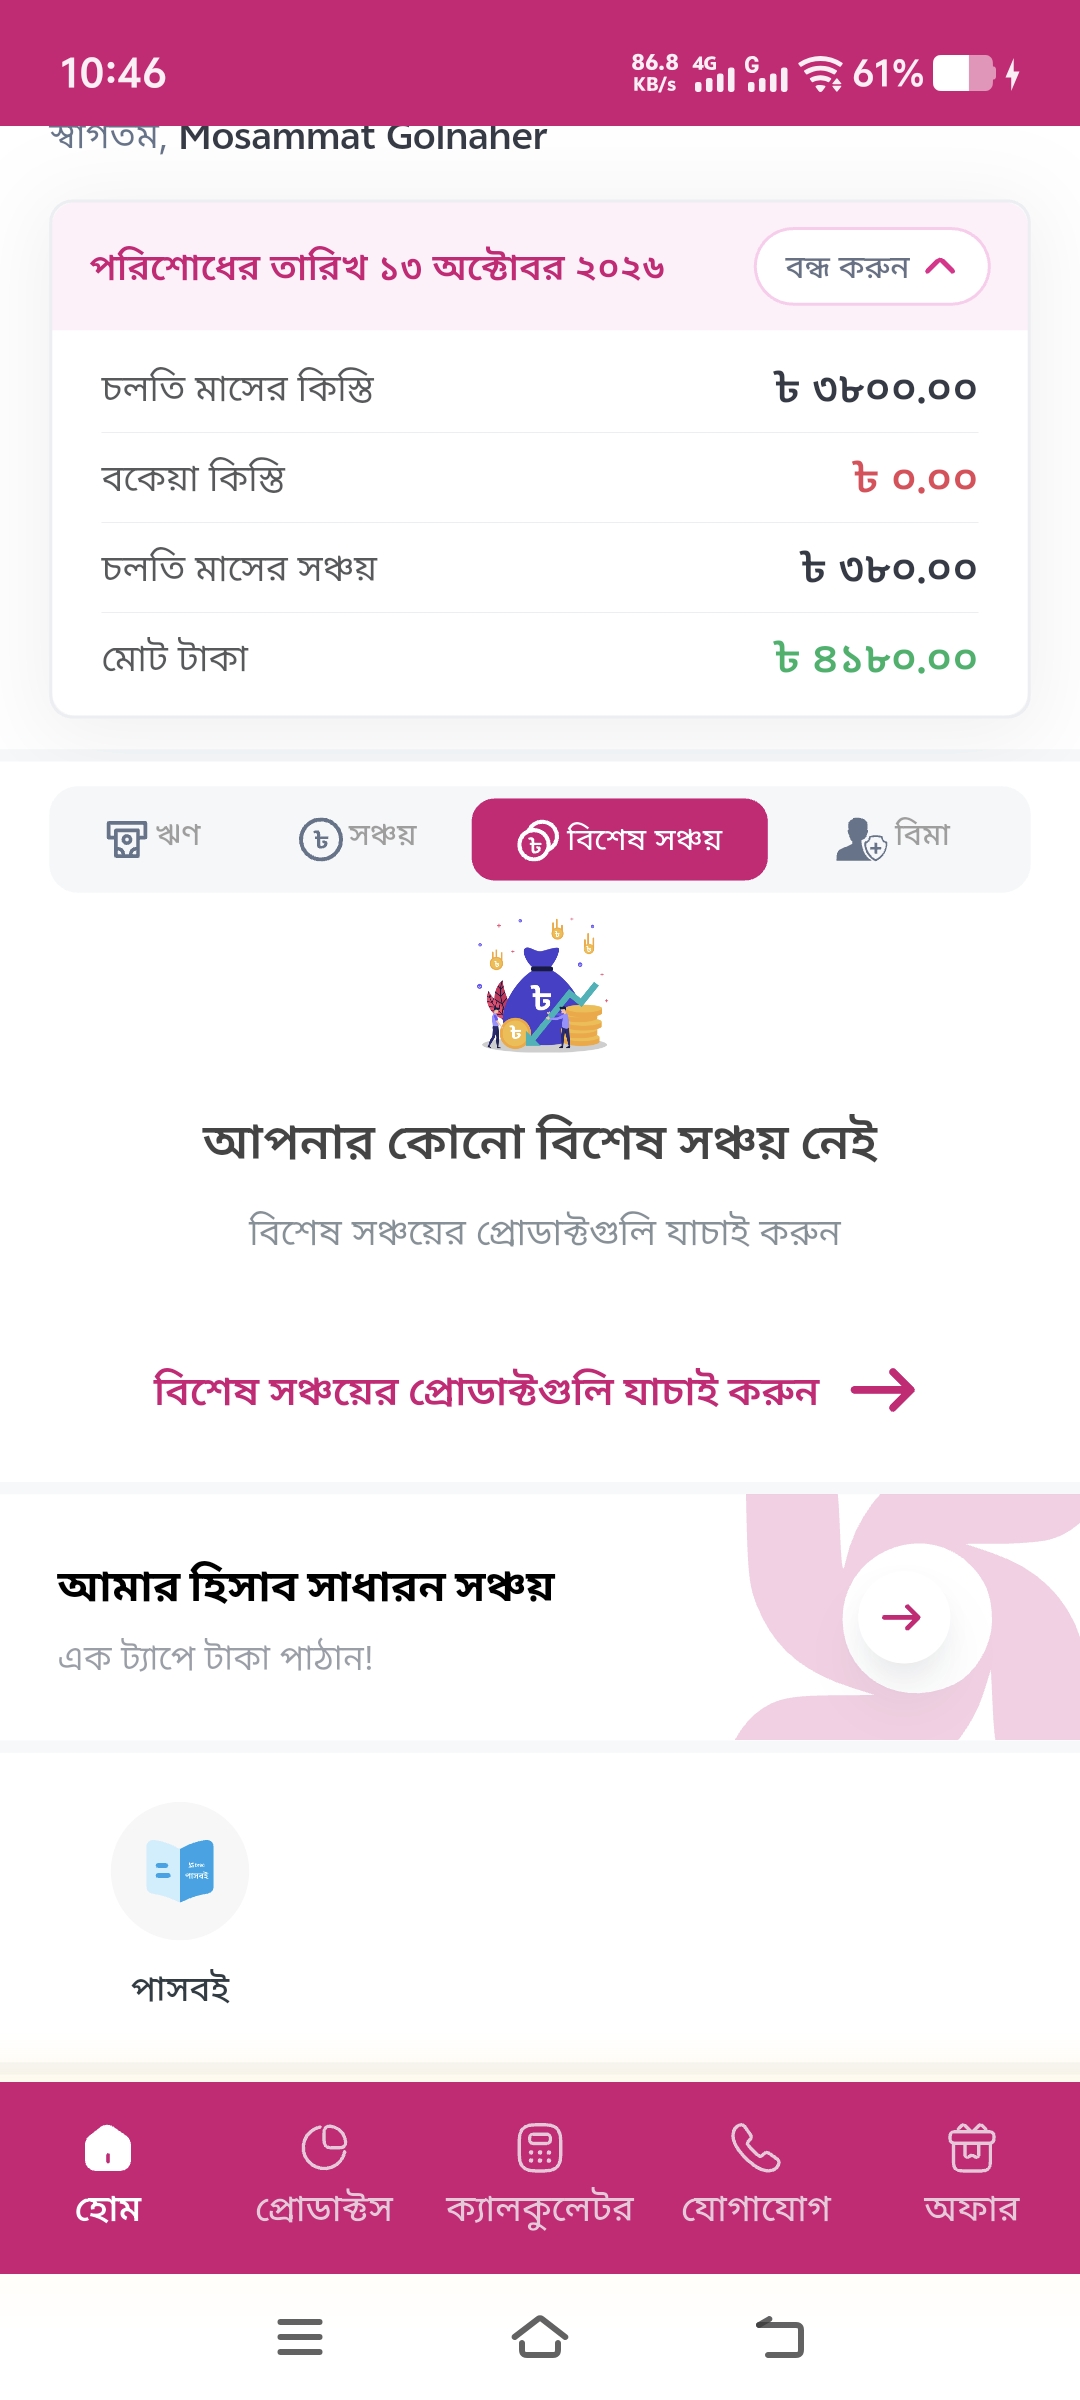 10:46
86.8 KB/s 4G G 61%
স্বাগতম, Mosammat Golnaher
পরিশোধের তারিখ ১৩ অক্টোবর ২০২৬
বন্ধ করুন
চলতি মাসের কিস্তি ৳ ৩৮০০.০০
বকেয়া কিস্তি ৳ ০.০০
চলতি মাসের সঞ্চয় ৳ ৩৮০.০০
মোট টাকা ৳ ৪১৮০.০০
ঋণ সঞ্চয় বিশেষ সঞ্চয় বিমা
আপনার কোনো বিশেষ সঞ্চয় নেই
বিশেষ সঞ্চয়ের প্রোডাক্টগুলি যাচাই করুন
বিশেষ সঞ্চয়ের প্রোডাক্টগুলি যাচাই করুন
আমার হিসাব সাধারন সঞ্চয়
এক ট্যাপে টাকা পাঠান!
পাসবই
পাসবই
হোম প্রোডাক্টস ক্যালকুলেটর যোগাযোগ অফার